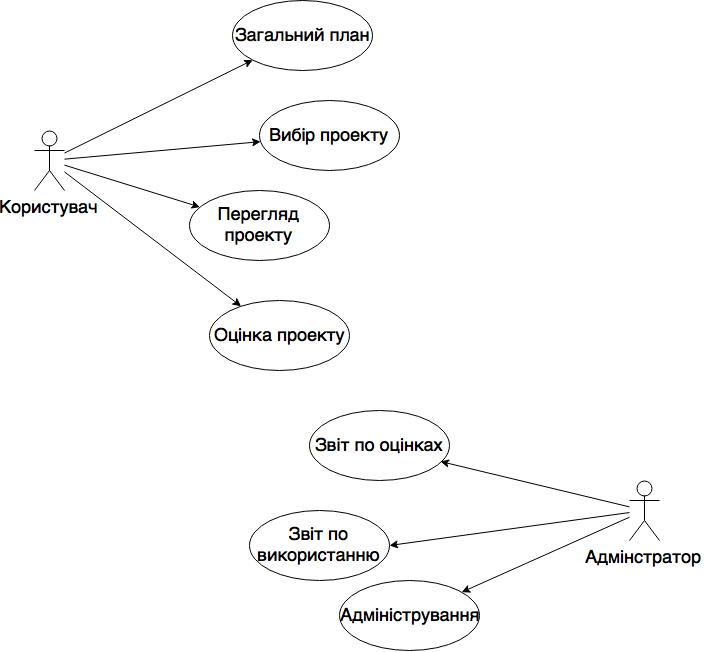 Загальний план
Вибір проекту
Користувач
Перегляд
проекту
Оцінка проекту
Звіт по оцінках
Звіт по
використанню
Адмінстратор
Адміністрування